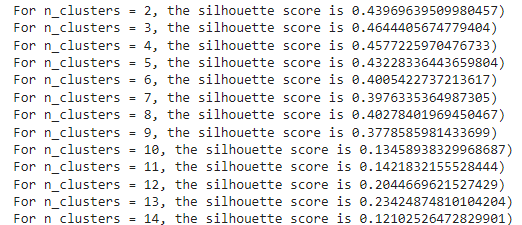 For n_clusters = 2, the silhouette score is 0.43969639509980457)
For n_clusters = 3, the silhouette score is 0.4644405674779404)
For n_clusters = 4, the silhouette score is 0.4577225970476733)
For n_clusters = 5, the silhouette score is 0.43228336443659804)
For n_clusters = 6, the silhouette score is 0.4005422737213617)
For n_clusters = 7, the silhouette score is 0.3976335364987305)
For n_clusters = 8, the silhouette score is 0.40278401969450467)
For n_clusters = 9, the silhouette score is 0.3778585981433699)
For n_clusters = 10, the silhouette score is 0.13458938329968687)
For n_clusters = 11, the silhouette score is 0.1421832155528444)
For n_clusters = 12, the silhouette score is 0.2044669621527429)
For n_clusters = 13, the silhouette score is 0.23424874810104204)
For n clusters = 14, the silhouette score is 0.12102526472829901)